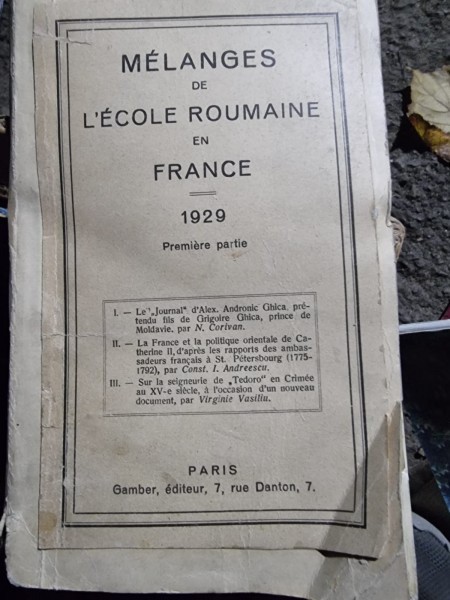 MÉLANGES
DE
L'ÉCOLE ROUMAINE
EN
FRANCE
1929
Première partie
I. — Le „Journal" d'Alex. Andronic Ghica, pré-
tendu fils de Grigoire Ghica, prince de
Moldavie, par N. Corivan.
II. — La France et la politique orientale de Ca-
therine II, d'après les rapports des ambas-
sadeurs français à St. Pétersbourg (1775-
1792), par Const. I. Andreescu.
III. — Sur la seigneurie de „Tedoro" en Crimée
au XV-e siècle, à l'occasion d'un nouveau
document, par Virginie Vasiliu.
PARIS
Gamber, éditeur, 7, rue Danton, 7.